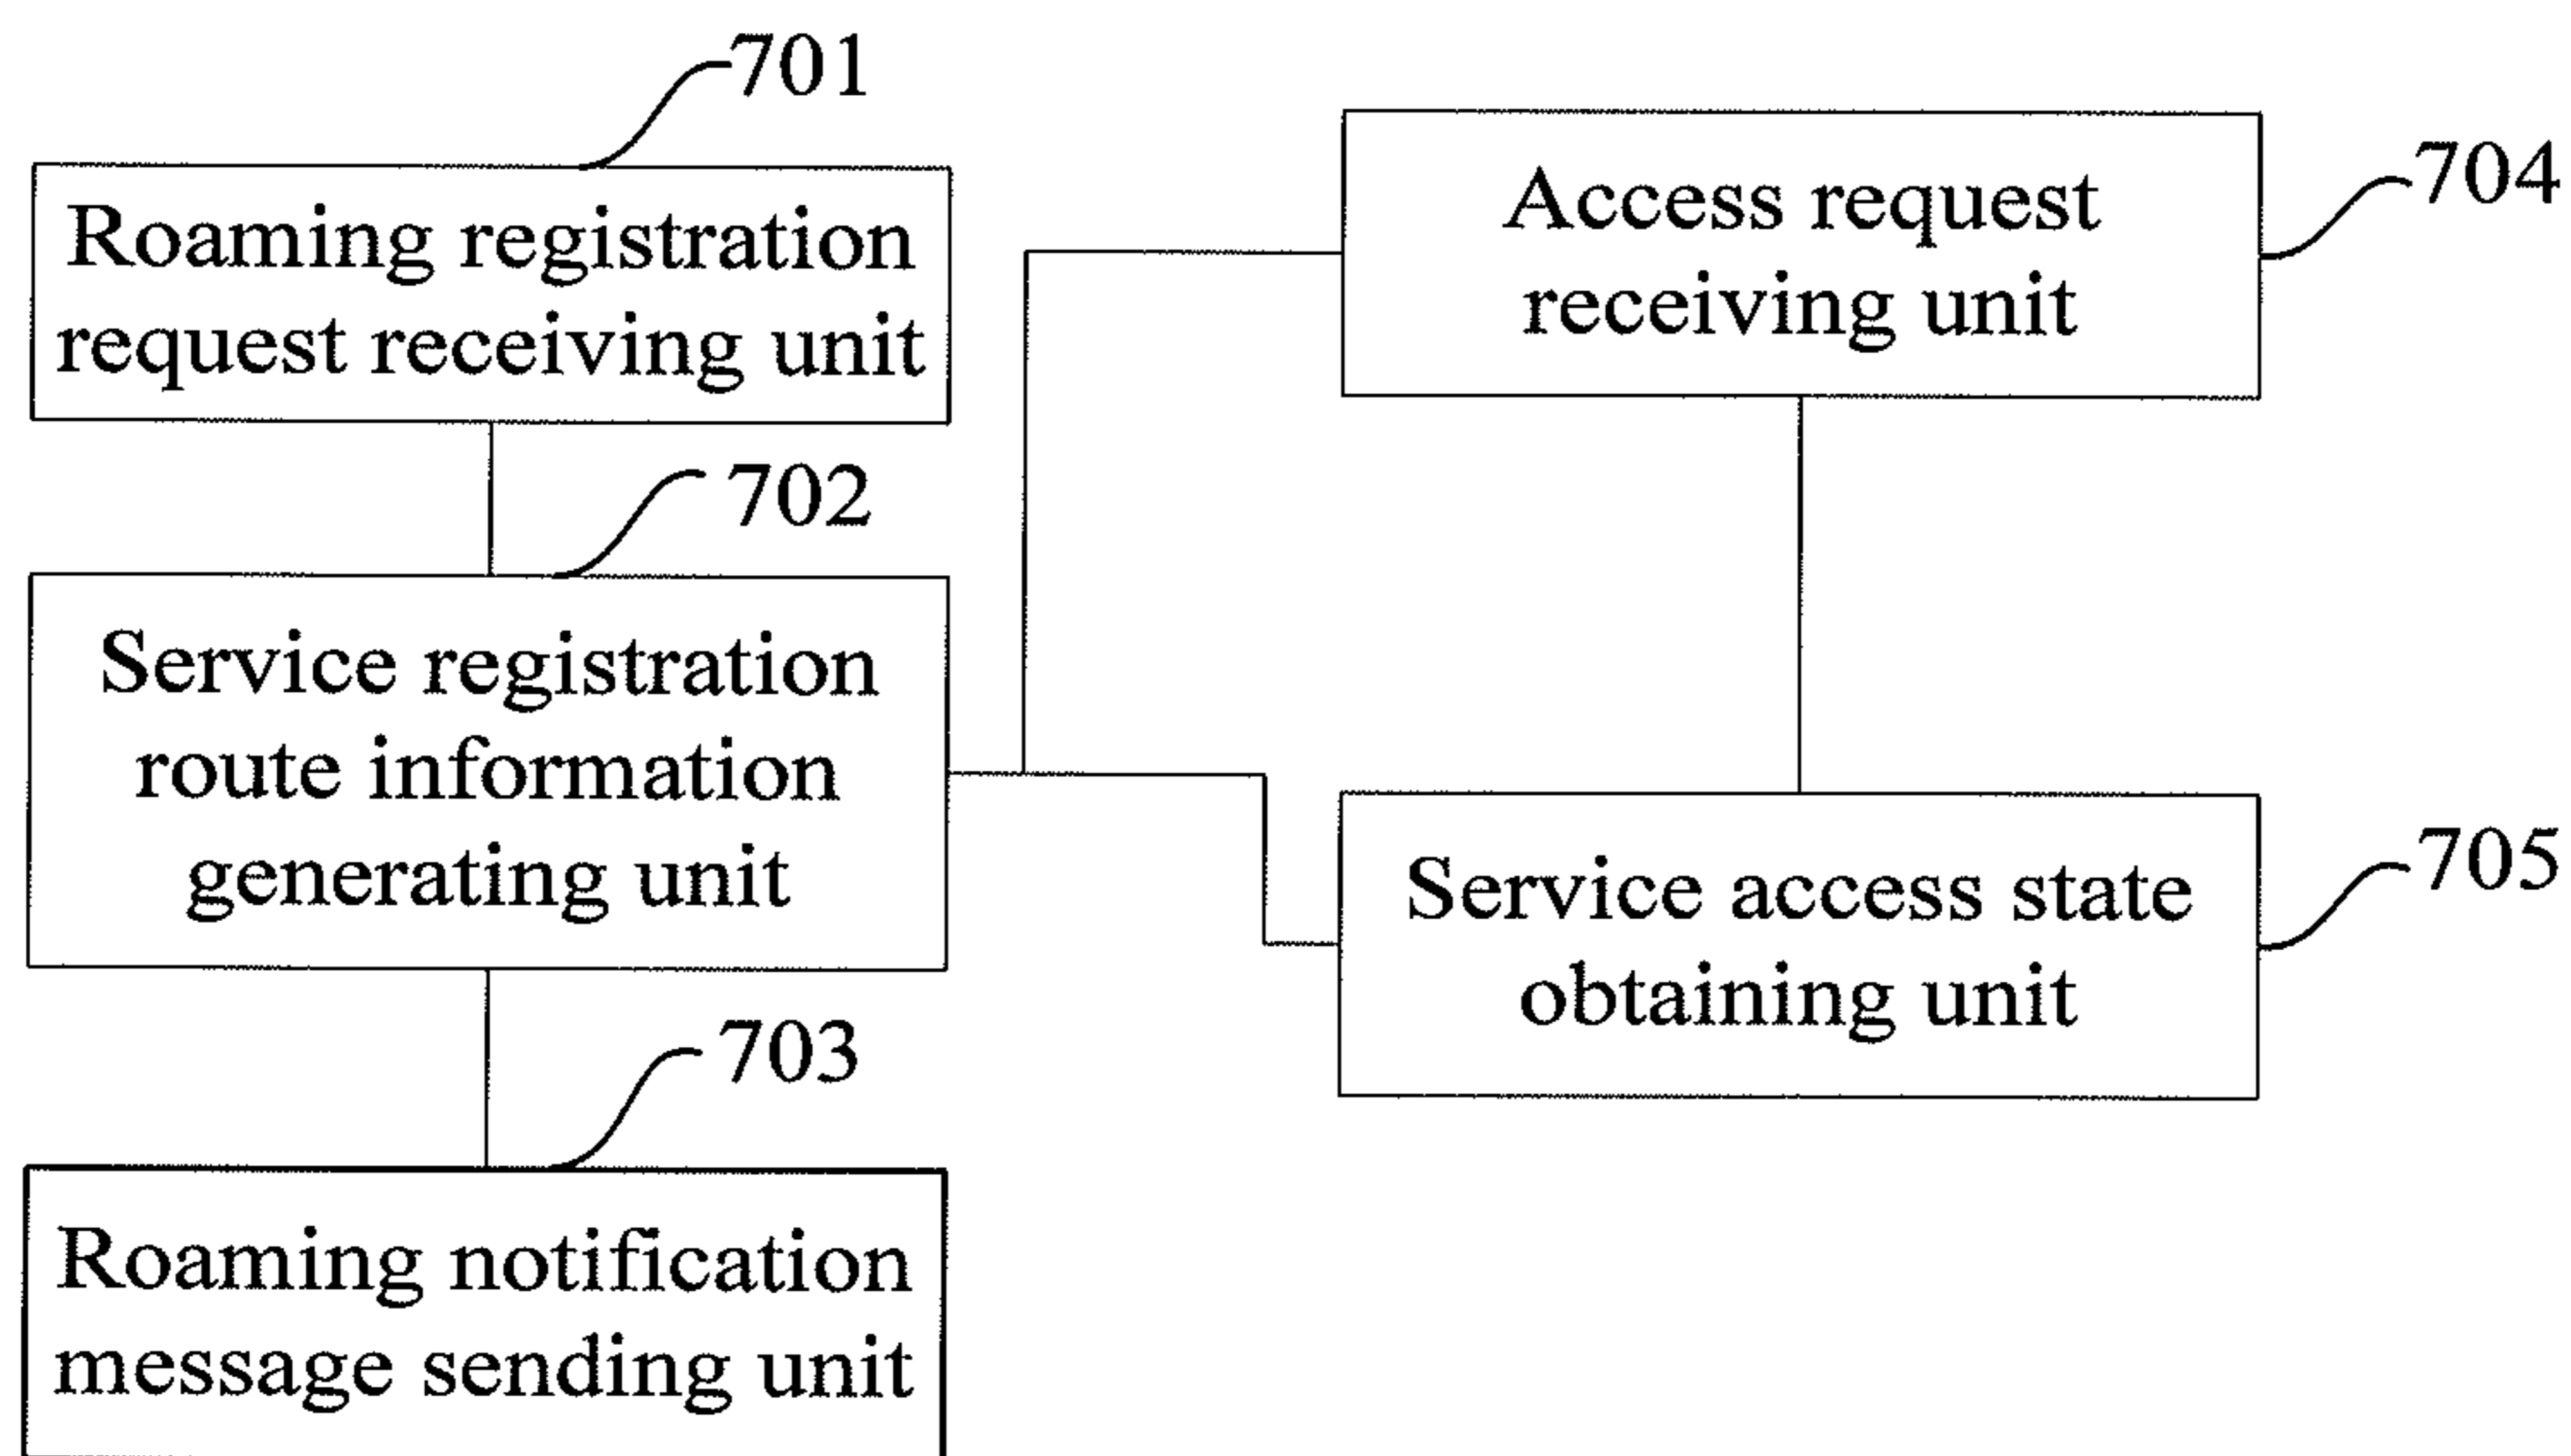 701
Roaming registration
request receiving unit
702
Service registration
route information
generating unit
703
Roaming notification
message sending unit
704
Access request
receiving unit
705
Service access state
obtaining unit